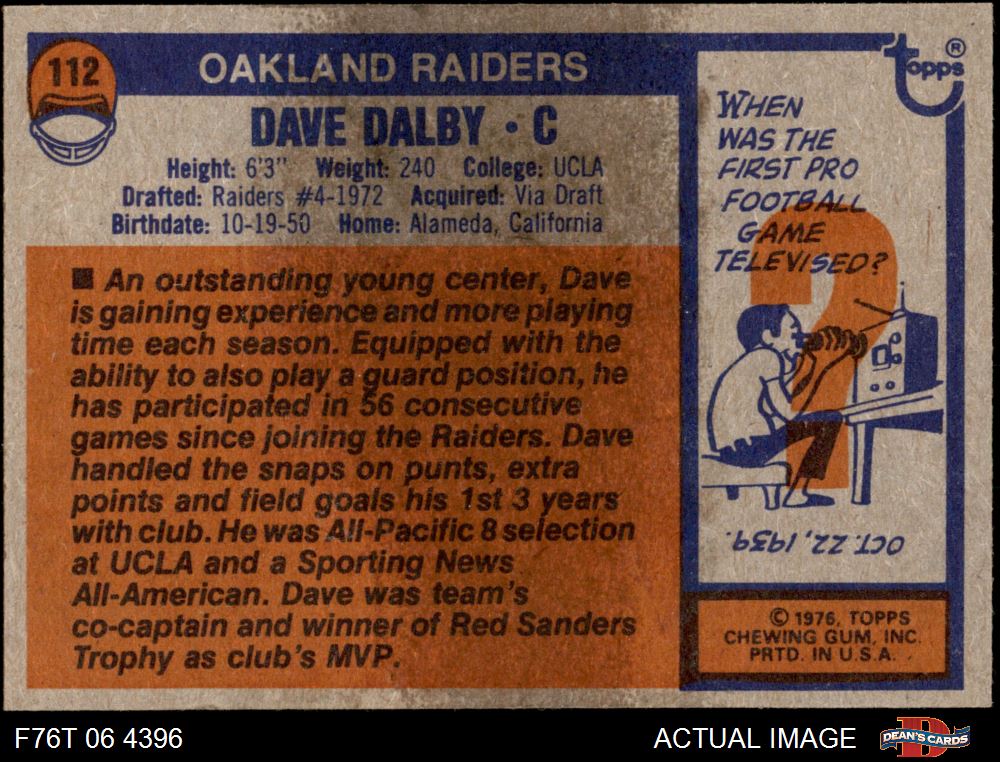 112
OAKLAND RAIDERS
DAVE DALBY • C
Height: 6'3" Weight: 240 College: UCLA
Drafted: Raiders #4-1972 Acquired: Via Draft
Birthdate: 10-19-50 Home: Alameda, California
■ An outstanding young center, Dave
is gaining experience and more playing
time each season. Equipped with the
ability to also play a guard position, he
has participated in 56 consecutive
games since joining the Raiders. Dave
handled the snaps on punts, extra
points and field goals his 1st 3 years
with club. He was All-Pacific 8 selection
at UCLA and a Sporting News
All-American. Dave was team's
co-captain and winner of Red Sanders
Trophy as club's MVP.
topps ®
WHEN
WAS THE
FIRST PRO
FOOTBALL
GAME
TELEVISED?
?
OCT. 22, 1939.
© 1976, TOPPS
CHEWING GUM, INC.
PRTD. IN U.S.A.
F76T 06 4396
ACTUAL IMAGE
D
DEAN'S CARDS